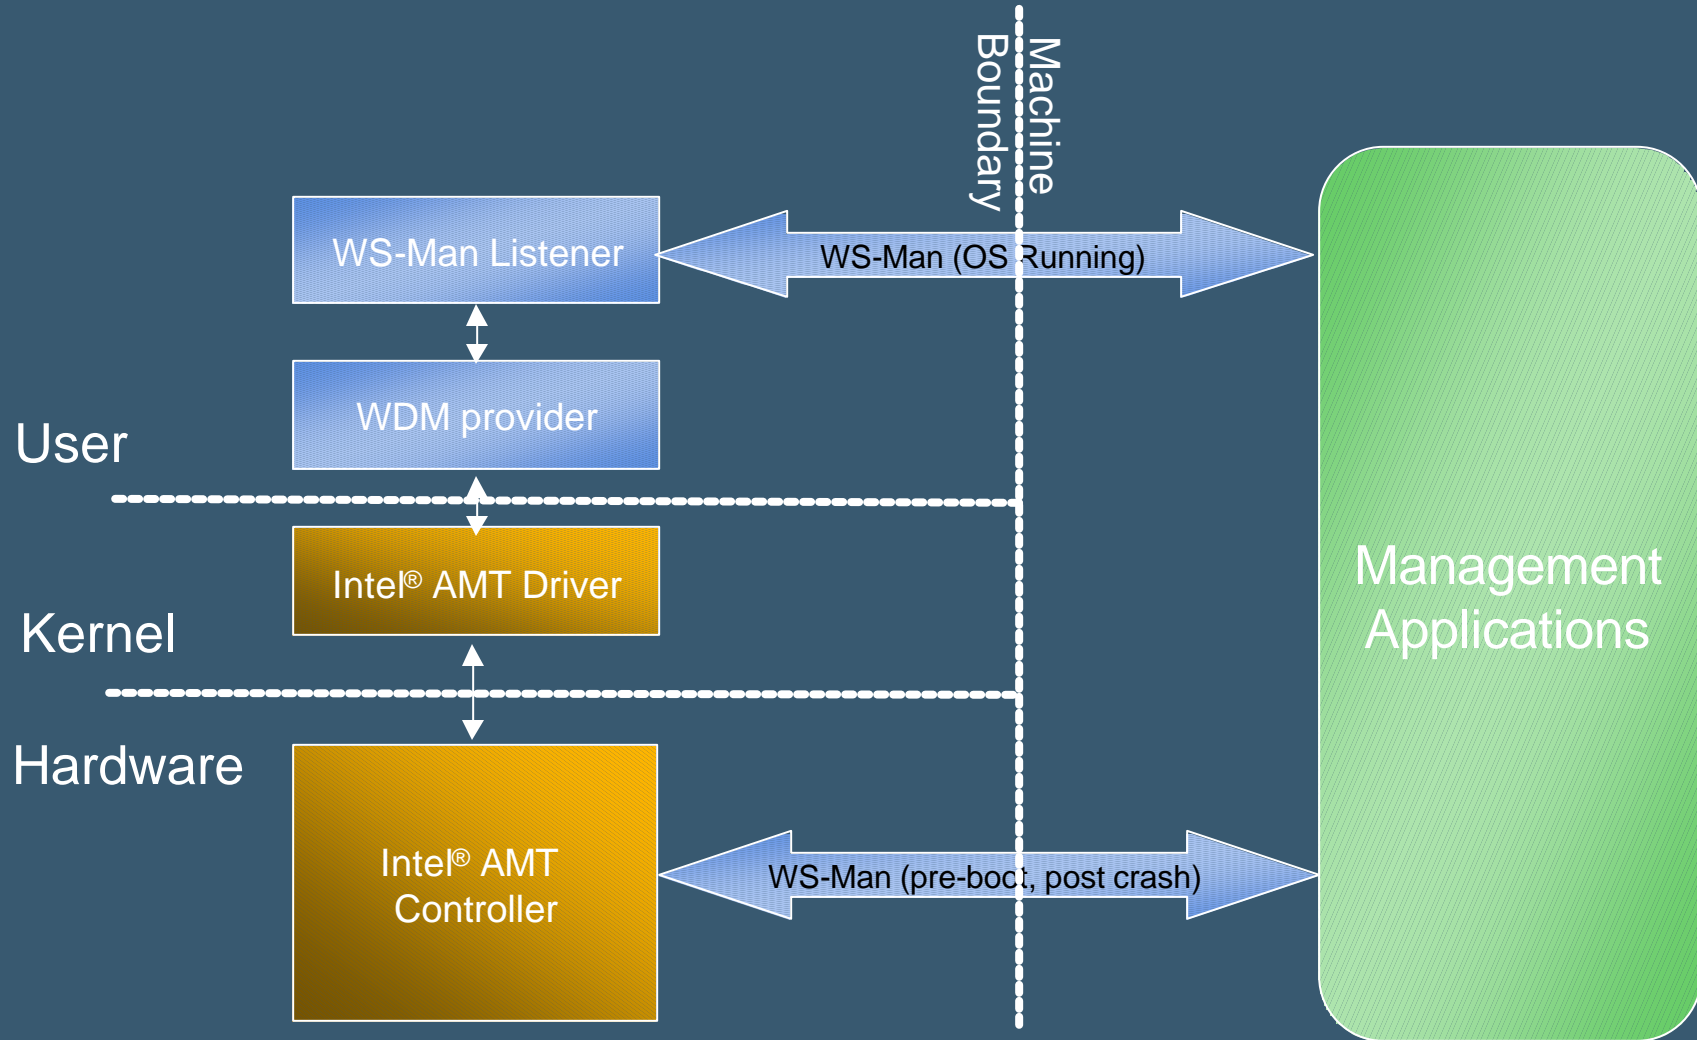 Machine
Boundary
WS-Man Listener
WS-Man (OS Running)
WDM provider
User
Intel® AMT Driver
Kernel
Management
Applications
Hardware
Intel® AMT
Controller
WS-Man (pre-boot, post crash)